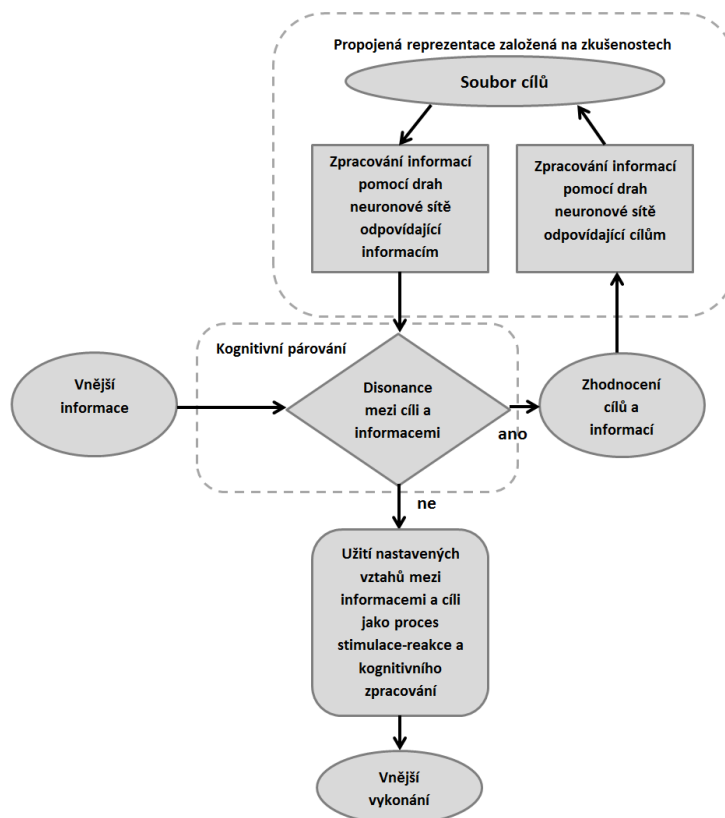 Propojená reprezentace založená na zkušenostech
Soubor cílů
Zpracování informací
pomocí drah
neuronové sítě
odpovídající
informacím
Zpracování informací
pomocí drah
neuronové sítě
odpovídající cílům
Kognitivní párování
Vnější
informace
Disonance
mezi cíli a
informacemi
ano
Zhodnocení
cílů a
informací
ne
Užití nastavených
vztahů mezi
informacemi a cíli
jako proces
stimulace-reakce a
kognitivního
zpracování
Vnější
vykonání